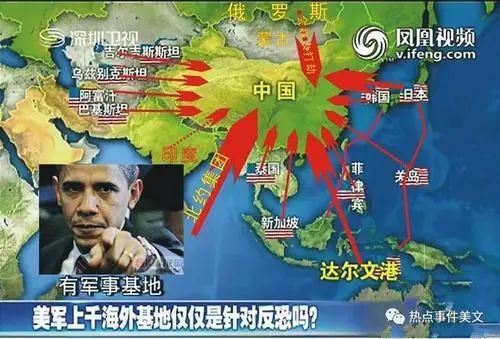 深圳卫视
俄罗斯
蒙古
凤凰视频
v.ifeng.com
吉尔吉斯斯坦
乌兹别克斯坦
阿富汗
巴基斯坦
中国
韩国
日本
印度
北约集团
泰国
菲律宾
关岛
新加坡
达尔文港
有军事基地
美军上千海外基地仅仅是针对反恐吗?
热点事件美文